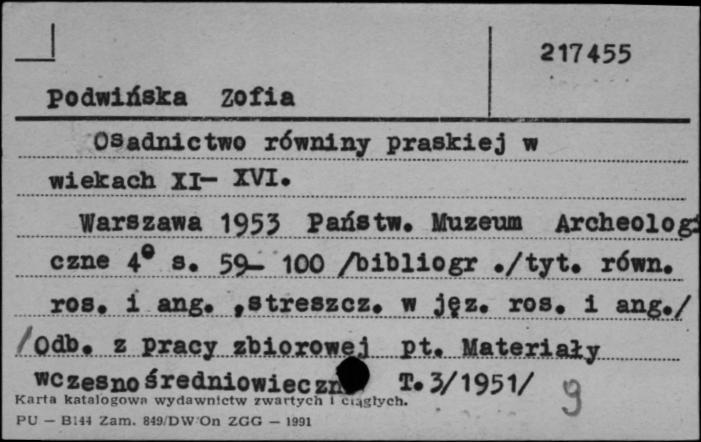 217455
Podwińska Zofia
Osadnictwo równiny praskiej w
wiekach XI- XVI.
Warszawa 1953 Państw. Muzeum Archeologi
czne 4° s. 59- 100 /bibliogr ./tyt. równ.
ros. i ang. ,streszcz. w jęz. ros. i ang./
/Odb. z pracy zbiorowej pt. Materiały
wczesnośredniowieczn T.3/1951/ 9
Karta katalogowa wydawnictw zwartych i ciągłych.
PU — B144 Zam. 849/DW/On ZGG — 1991